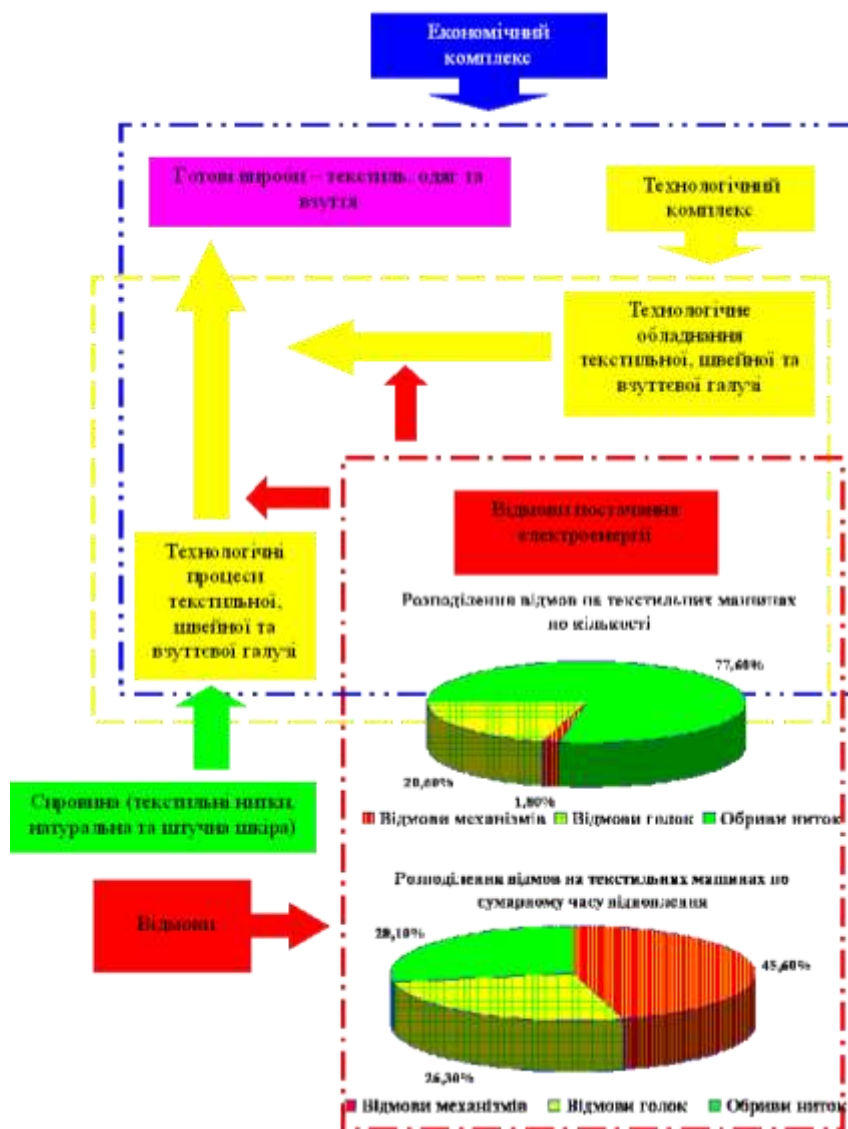 Економічний
комплекс
Готові вироби – текстиль, одяг та
взуття
Технологічний
комплекс
Технологічне
обладнання
текстильної, швейної та
взуттєвої галузі
Відмови постачання
електроенергії
Технологічні
процеси
текстильної,
швейної та
взуттєвої галузі
Розподілення відмов на текстильних машинах
по кількості
77,60%
20,60%
1,80%
Відмови механізмів Відмови голок Обриви ниток
Сировина (текстильні нитки,
натуральна та штучна шкіра)
Відмови
Розподілення відмов на текстильних машинах по
сумарному часу відновлення
28,10%
45,60%
26,30%
Відмови механізмів Відмови голок Обриви ниток